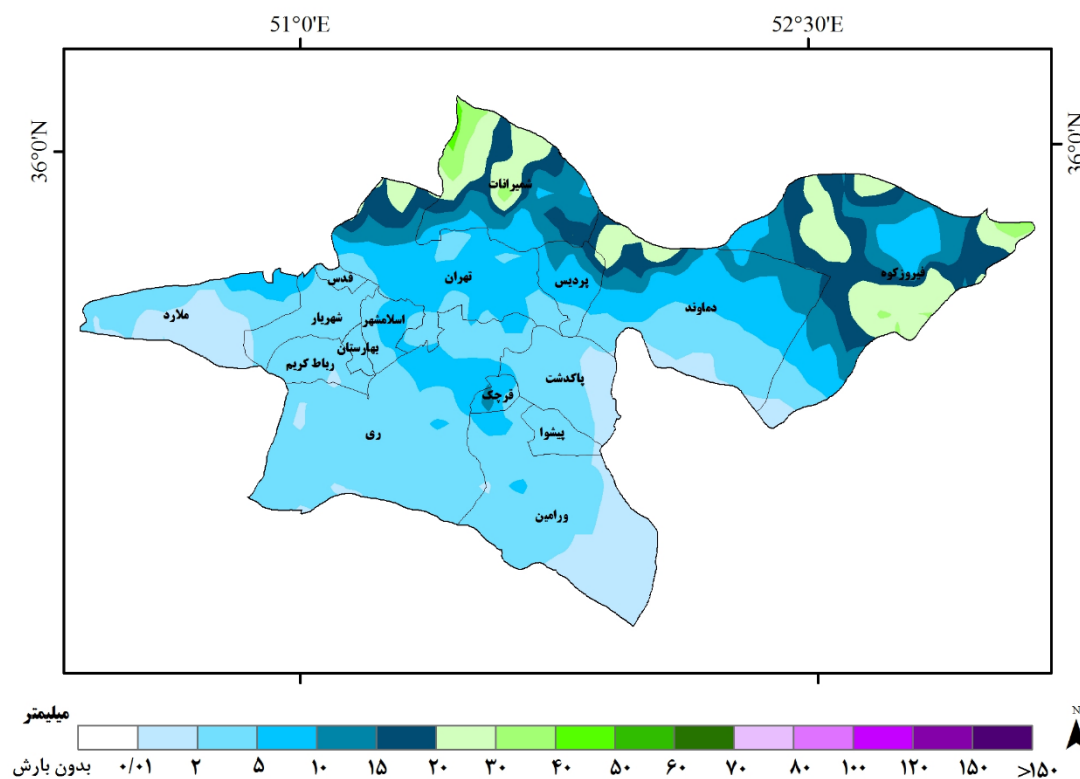 51°0'E 52°30'E
36°0'N 36°0'N
شمیرانات
فیروزکوه
تهران
پردیس
دماوند
قدس
ملارد
شهریار
اسلامشهر
بهارستان
رباط کریم
پاکدشت
قرچک
ری
پیشوا
ورامین
میلیمتر
N
بدون بارش ۰/۰۱ ۲ ۵ ۱۰ ۱۵ ۲۰ ۳۰ ۴۰ ۵۰ ۶۰ ۷۰ ۸۰ ۱۰۰ ۱۲۰ ۱۵۰ >۱۵۰